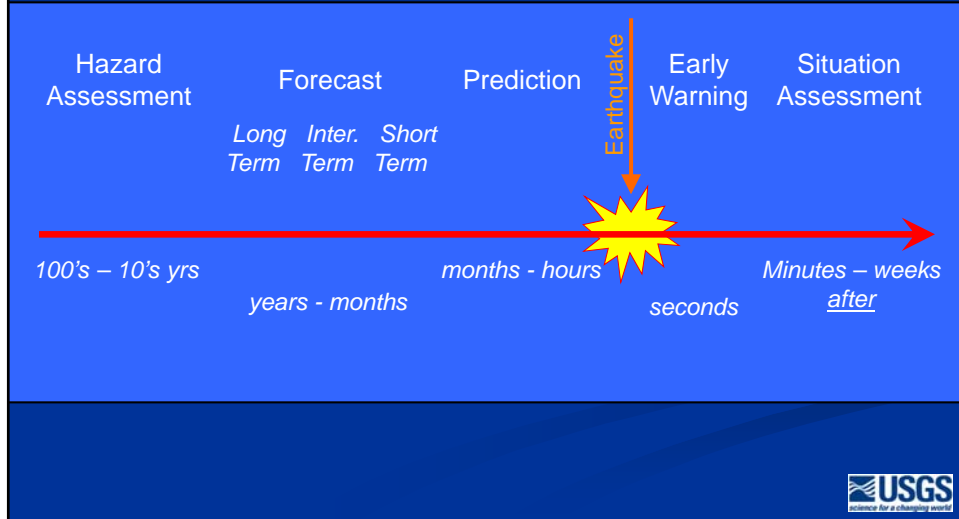 Hazard
Assessment
Forecast
Long Inter. Short
Term Term Term
Prediction
Earthquake
Early
Warning
Situation
Assessment
100's – 10's yrs
years - months
months - hours
seconds
Minutes – weeks
after
USGS
science for a changing world